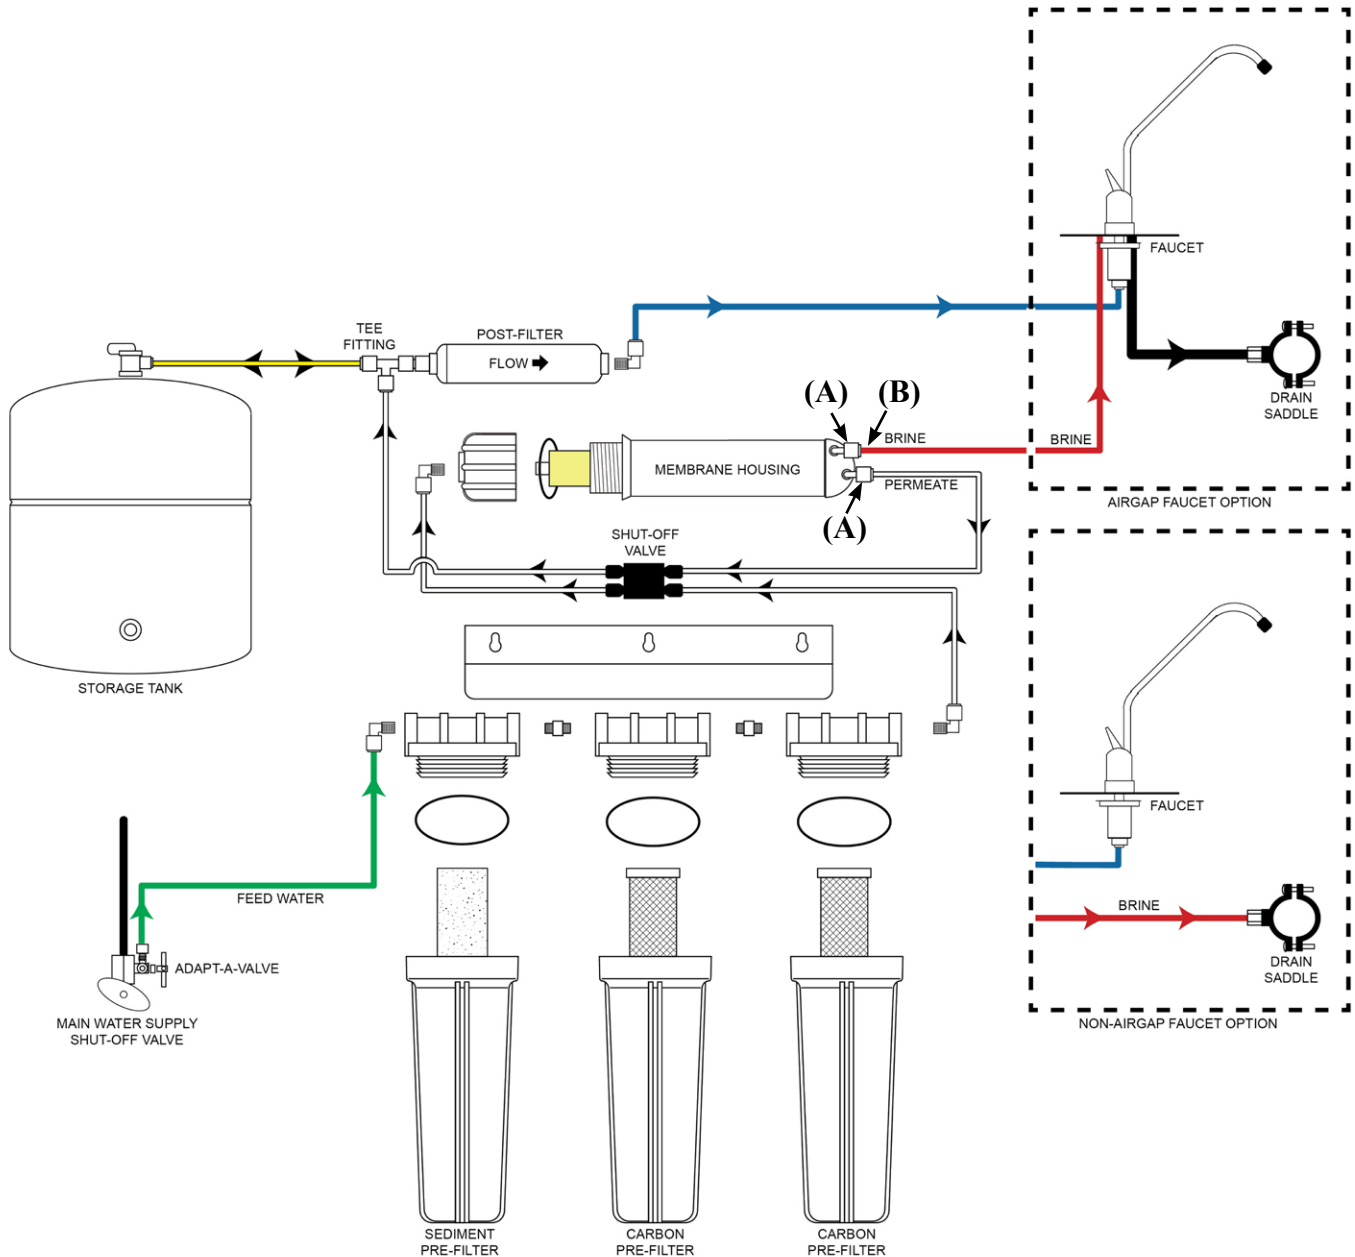 FAUCET
TEE
FITTING
POST-FILTER
FLOW
DRAIN
SADDLE
(A)
(B)
BRINE
BRINE
MEMBRANE HOUSING
PERMEATE
AIRGAP FAUCET OPTION
(A)
SHUT-OFF
VALVE
STORAGE TANK
FAUCET
FEED WATER
BRINE
DRAIN
SADDLE
ADAPT-A-VALVE
MAIN WATER SUPPLY
SHUT-OFF VALVE
NON-AIRGAP FAUCET OPTION
SEDIMENT
PRE-FILTER
CARBON
PRE-FILTER
CARBON
PRE-FILTER